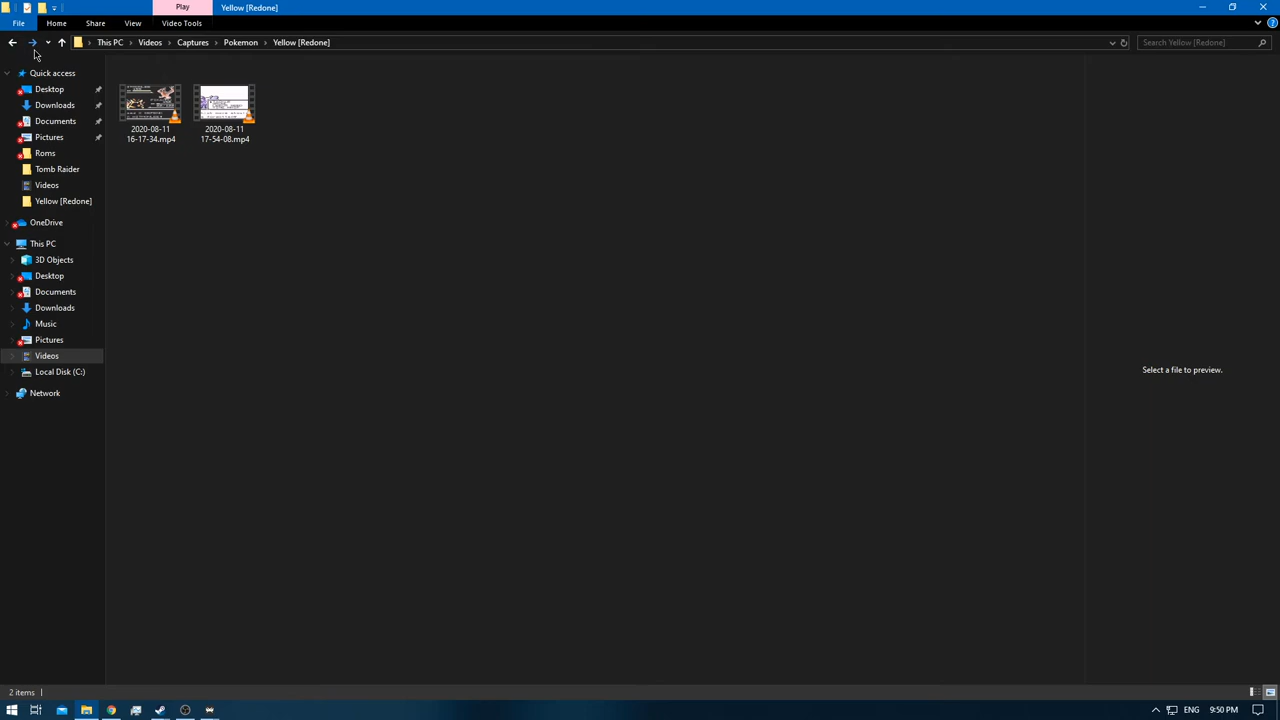 Play
Yellow [Redone]
File
Home
Share
View
Video Tools
This PC
Videos
Captures
Pokemon
Yellow [Redone]
Search Yellow [Redone]
Quick access
Desktop
Downloads
Documents
Pictures
Roms
Tomb Raider
Videos
Yellow [Redone]
OneDrive
This PC
3D Objects
Desktop
Documents
Downloads
Music
Pictures
Videos
Local Disk (C:)
Network
2020-08-11
16-17-34.mp4
2020-08-11
17-54-08.mp4
Select a file to preview.
2 items
ENG
9:50 PM